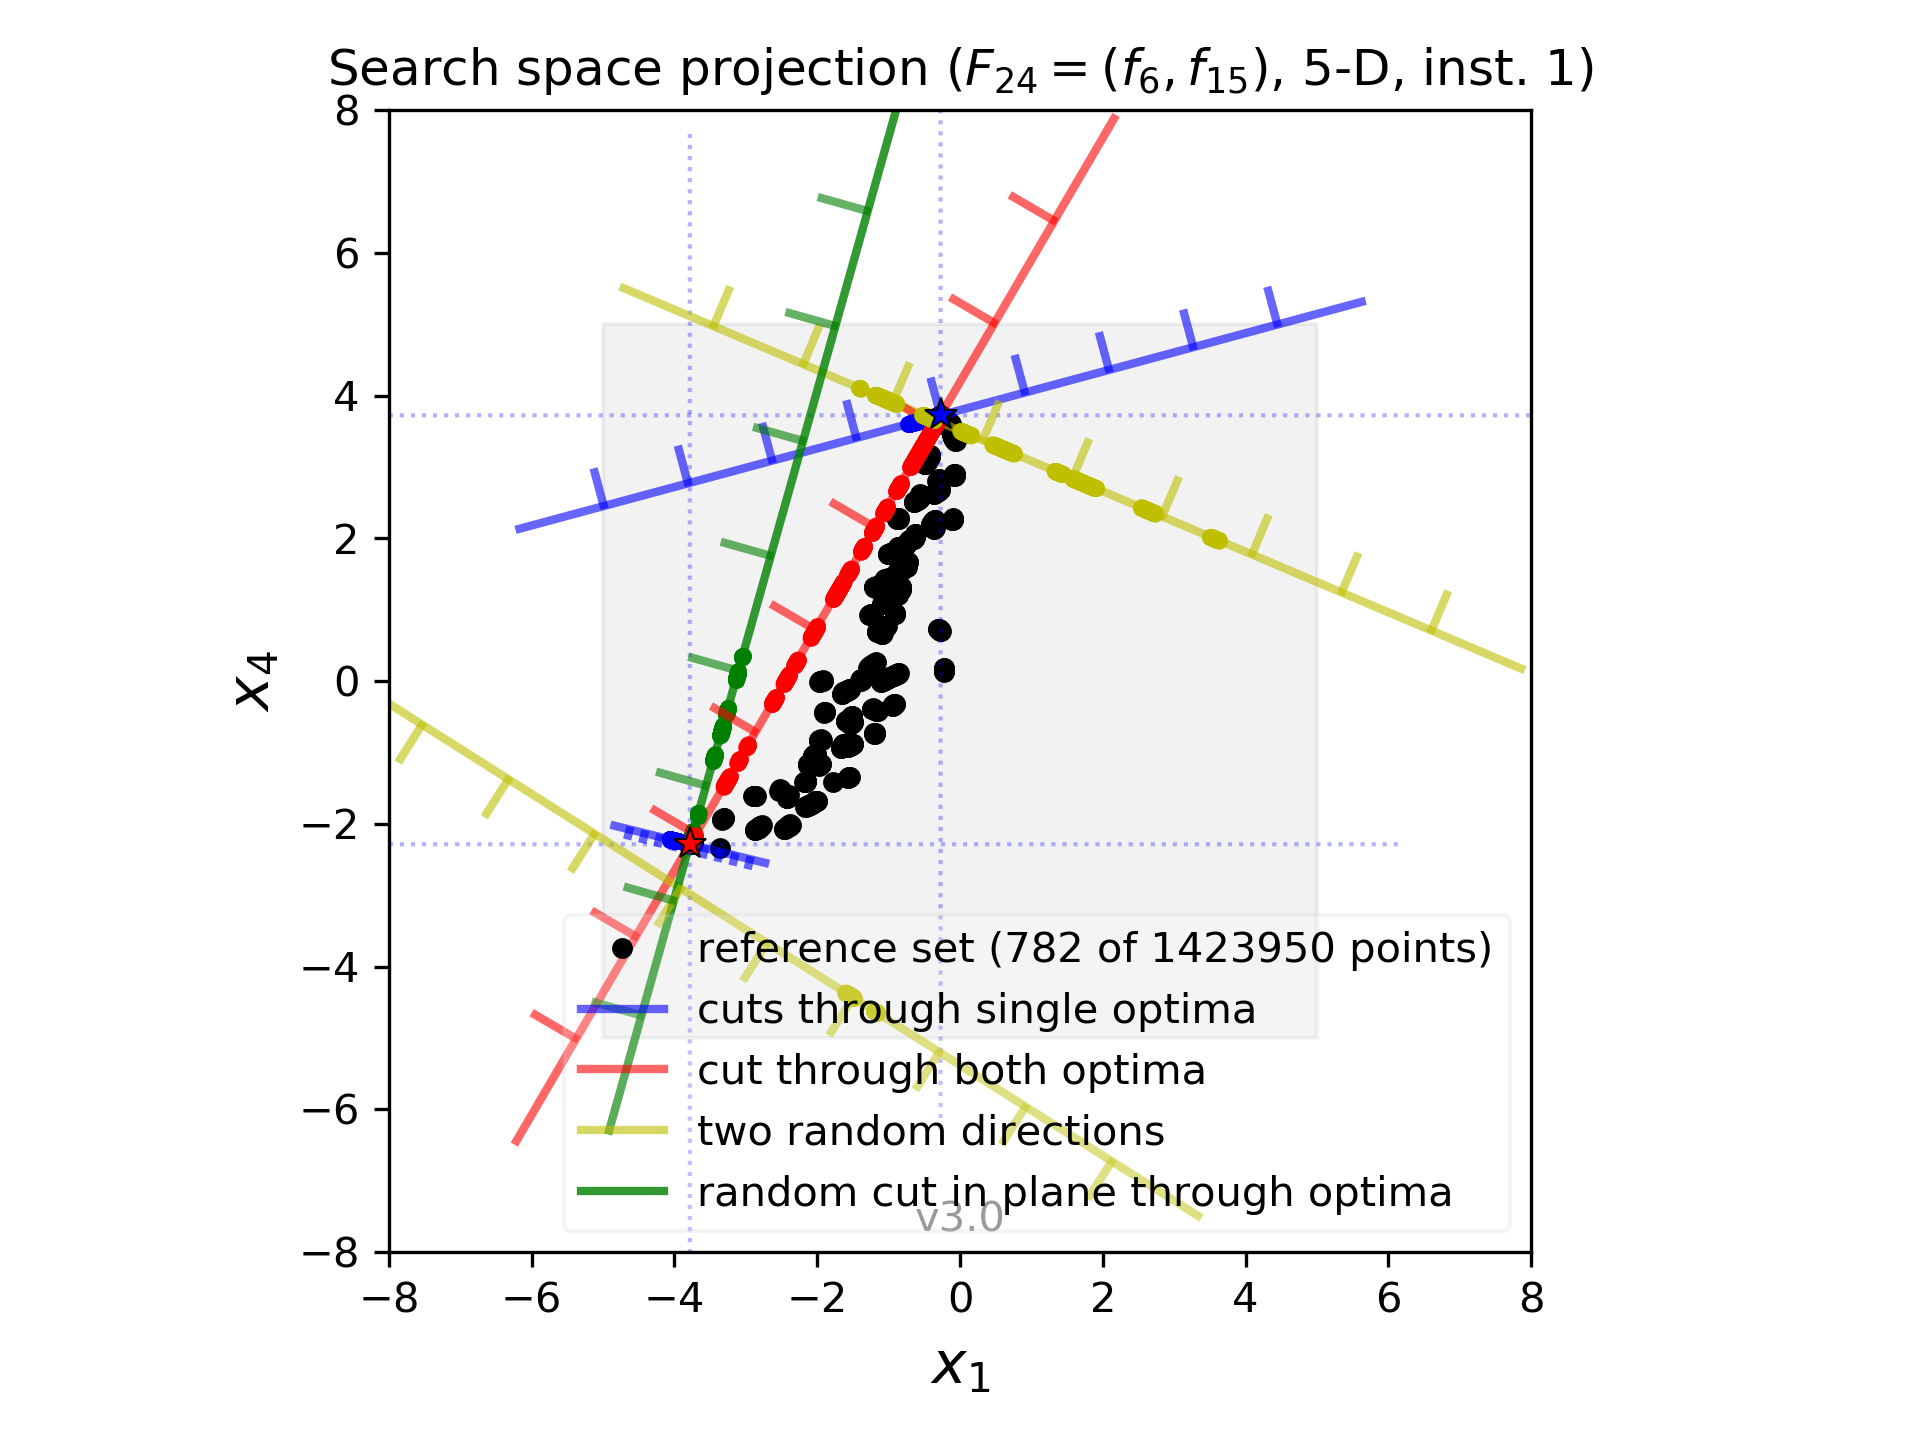 Search space projection (F₂₄ = (f₆, f₁₅), 5-D, inst. 1)
8
6
4
2
0
−2
−4
−6
−8
x₄
reference set (782 of 1423950 points)
cuts through single optima
cut through both optima
two random directions
random cut in plane through optima
v3.0
−8 −6 −4 −2 0 2 4 6 8
x₁